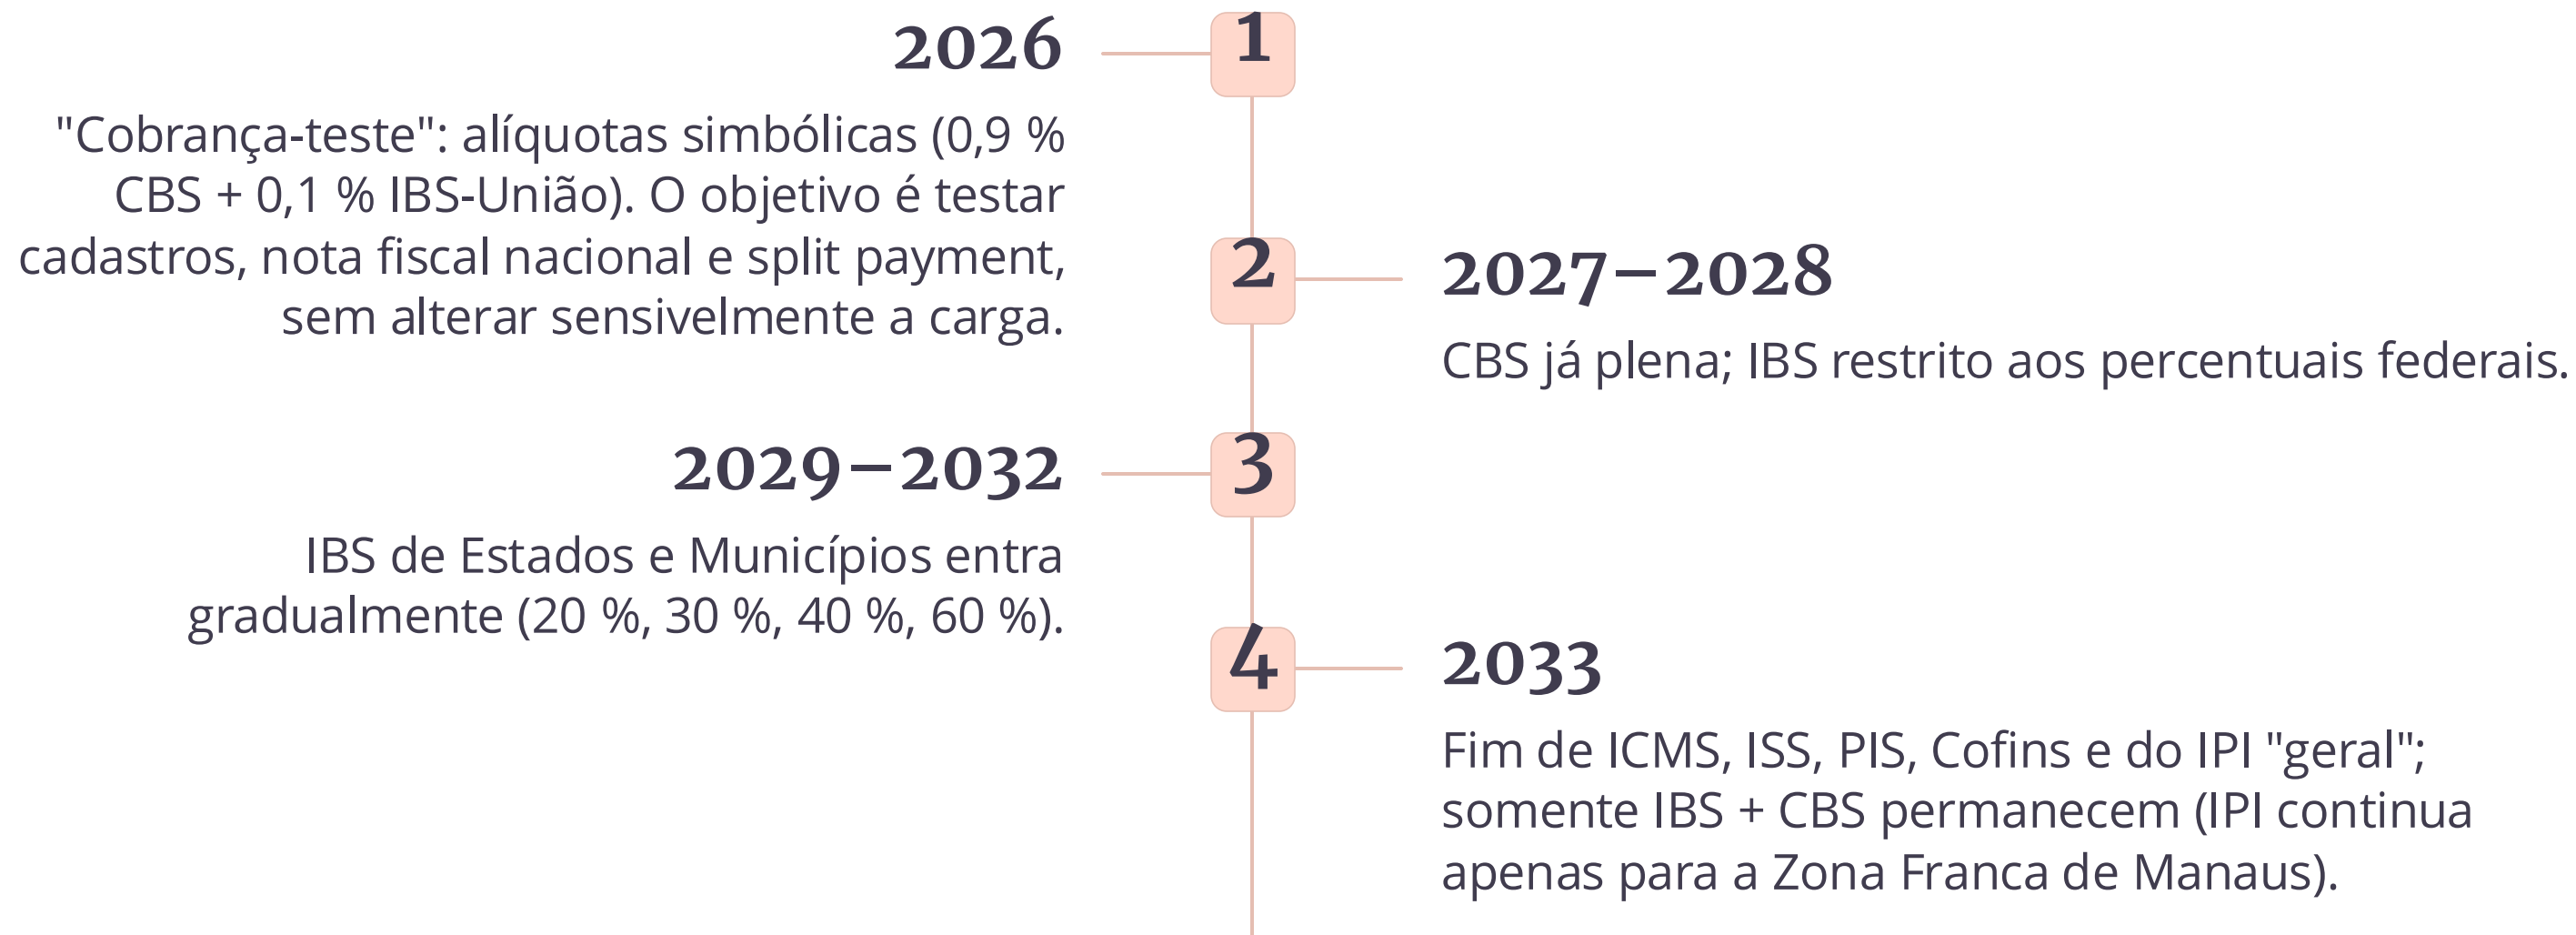 1
2026
"Cobrança-teste": alíquotas simbólicas (0,9 %
CBS + 0,1 % IBS-União). O objetivo é testar
cadastros, nota fiscal nacional e split payment,
sem alterar sensivelmente a carga.
2
2027–2028
CBS já plena; IBS restrito aos percentuais federais.
3
2029–2032
IBS de Estados e Municípios entra
gradualmente (20 %, 30 %, 40 %, 60 %).
4
2033
Fim de ICMS, ISS, PIS, Cofins e do IPI "geral";
somente IBS + CBS permanecem (IPI continua
apenas para a Zona Franca de Manaus).